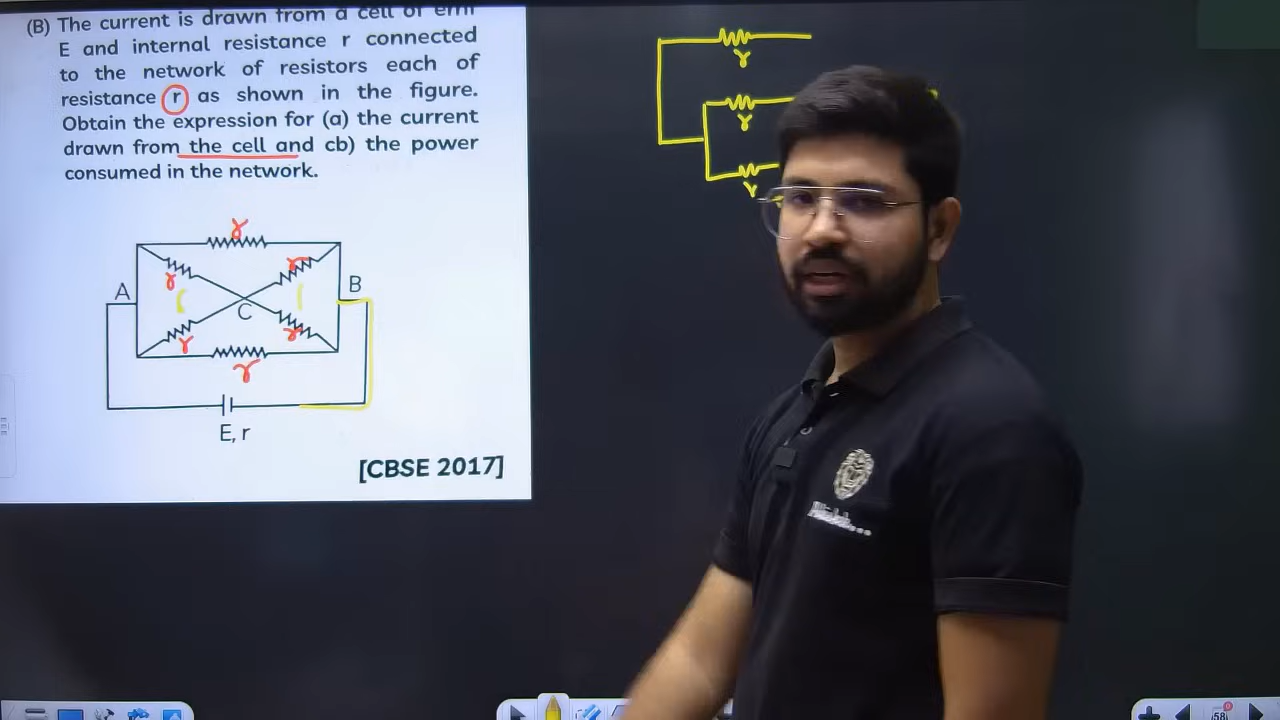 (B) The current is drawn from a cell of emf
E and internal resistance r connected
to the network of resistors each of
resistance r as shown in the figure.
Obtain the expression for (a) the current
drawn from the cell and cb) the power
consumed in the network.
r
r
r
r
r
r
A
B
C
E, r
[CBSE 2017]
r
r
r
58